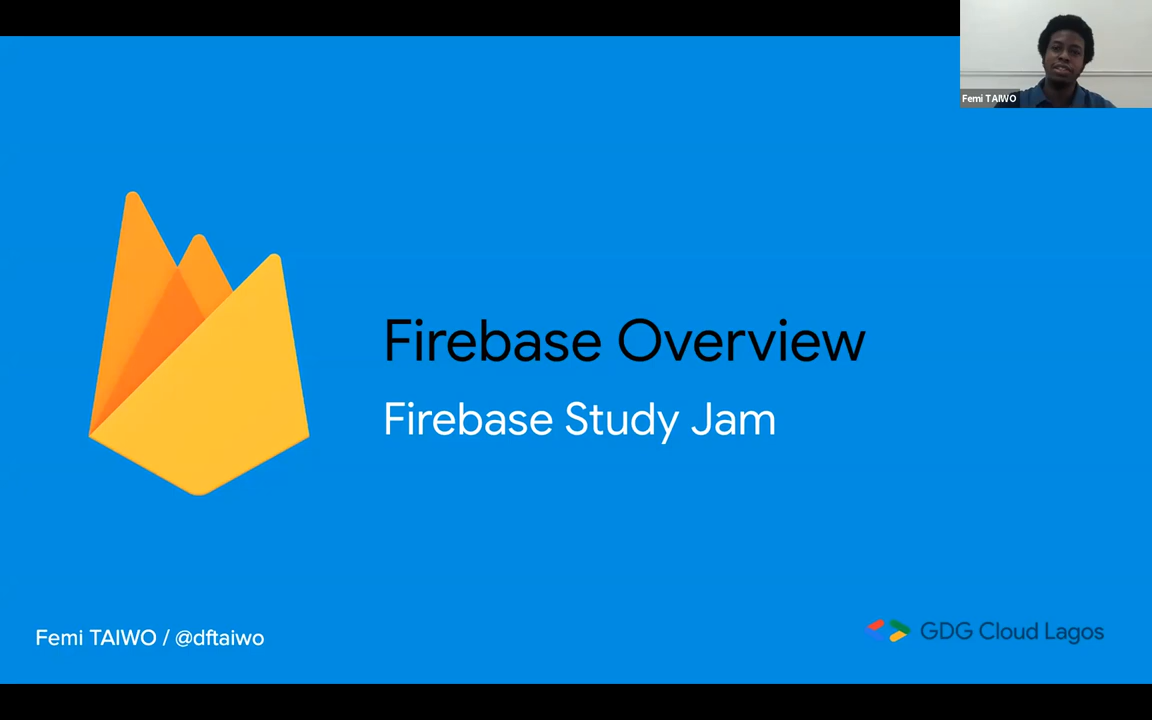 Femi TAIWO
Firebase Overview
Firebase Study Jam
Femi TAIWO / @dftaiwo
GDG Cloud Lagos